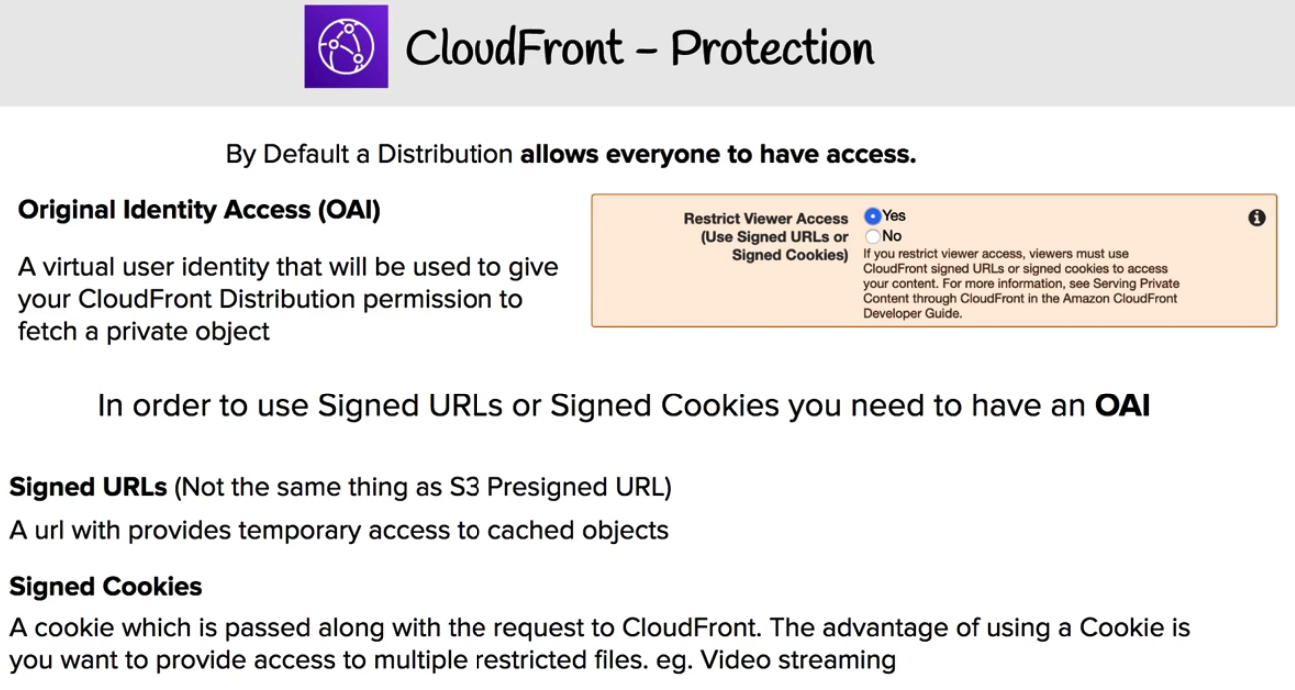 CloudFront – Protection
By Default a Distribution allows everyone to have access.
Original Identity Access (OAI)
A virtual user identity that will be used to give
your CloudFront Distribution permission to
fetch a private object
Restrict Viewer Access
(Use Signed URLs or
Signed Cookies)
Yes
No
If you restrict viewer access, viewers must use
CloudFront signed URLs or signed cookies to access
your content. For more information, see Serving Private
Content through CloudFront in the Amazon CloudFront
Developer Guide.
In order to use Signed URLs or Signed Cookies you need to have an OAI
Signed URLs (Not the same thing as S3 Presigned URL)
A url with provides temporary access to cached objects
Signed Cookies
A cookie which is passed along with the request to CloudFront. The advantage of using a Cookie is
you want to provide access to multiple restricted files. eg. Video streaming